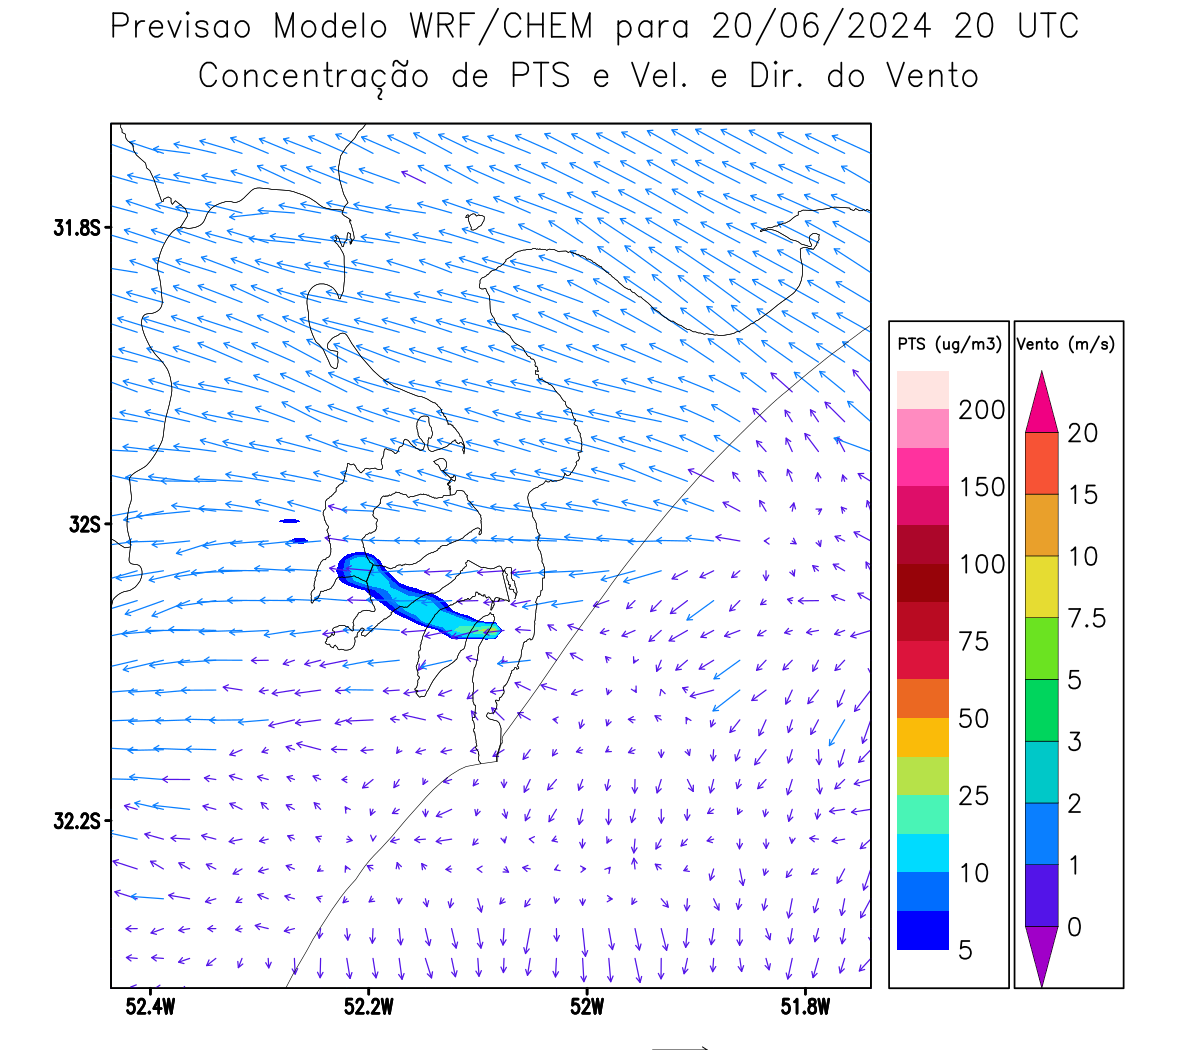 Previsao Modelo WRF/CHEM para 20/06/2024 20 UTC
Concentração de PTS e Vel. e Dir. do Vento
31.8S
32S
32.2S
52.4W
52.2W
52W
51.8W
PTS (ug/m3)
200
150
100
75
50
25
10
5
Vento (m/s)
20
15
10
7.5
5
3
2
1
0